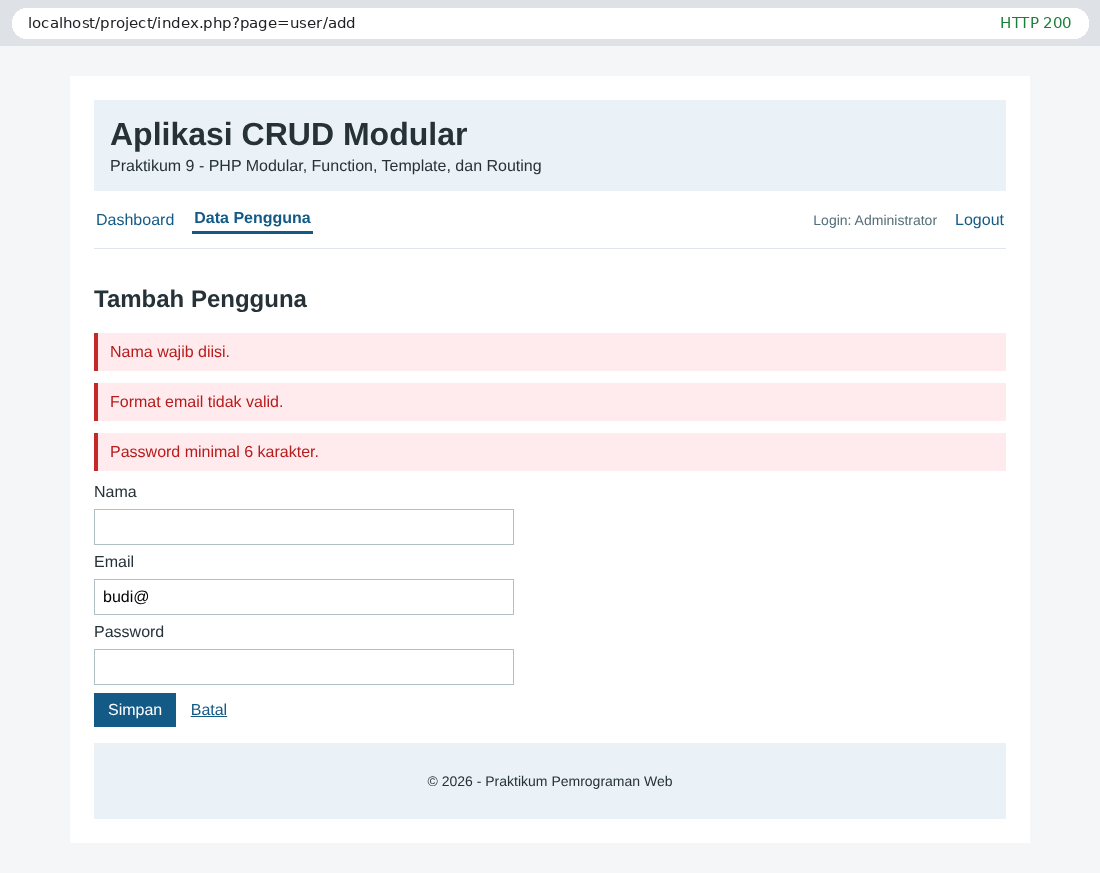 localhost/project/index.php?page=user/add HTTP 200
Aplikasi CRUD Modular
Praktikum 9 - PHP Modular, Function, Template, dan Routing
Dashboard Data Pengguna Login: Administrator Logout
Tambah Pengguna
Nama wajib diisi.
Format email tidak valid.
Password minimal 6 karakter.
Nama
Email
budi@
Password
Simpan Batal
© 2026 - Praktikum Pemrograman Web